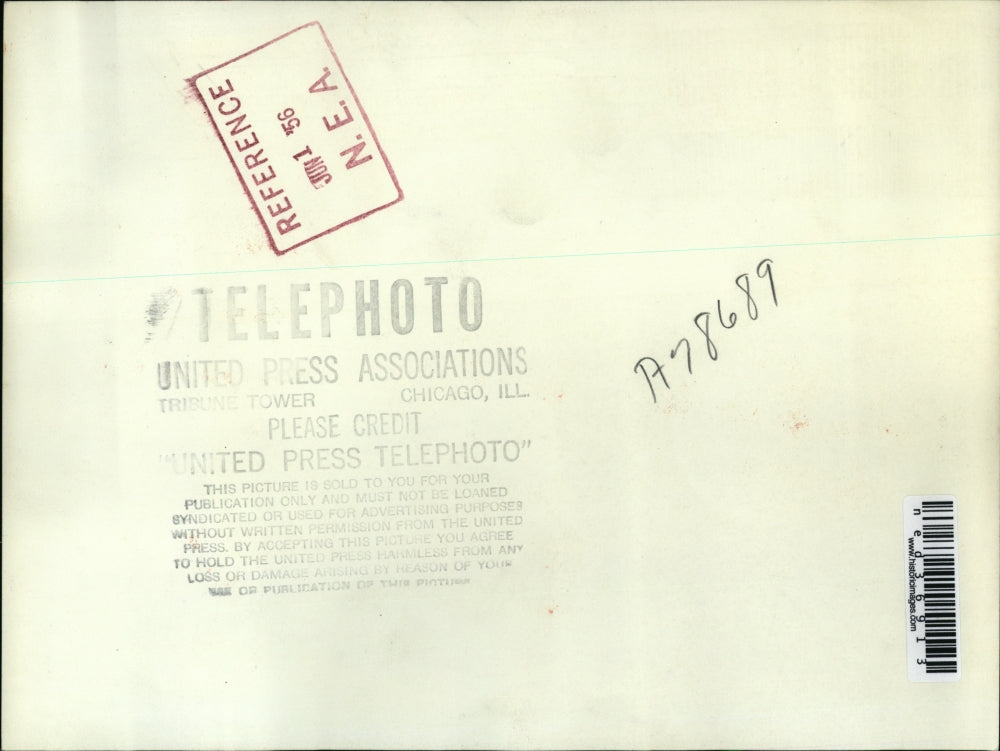 REFERENCE
JUN 1 '56
N. E. A.
TELEPHOTO
UNITED PRESS ASSOCIATIONS
TRIBUNE TOWER CHICAGO, ILL.
PLEASE CREDIT
"UNITED PRESS TELEPHOTO"
THIS PICTURE IS SOLD TO YOU FOR YOUR
PUBLICATION ONLY AND MUST NOT BE LOANED
SYNDICATED OR USED FOR ADVERTISING PURPOSES
WITHOUT WRITTEN PERMISSION FROM THE UNITED
PRESS. BY ACCEPTING THIS PICTURE YOU AGREE
TO HOLD THE UNITED PRESS HARMLESS FROM ANY
LOSS OR DAMAGE ARISING BY REASON OF YOUR
USE OR PUBLICATION OF THIS PICTURE
A78689
ned36913
www.historicimages.com